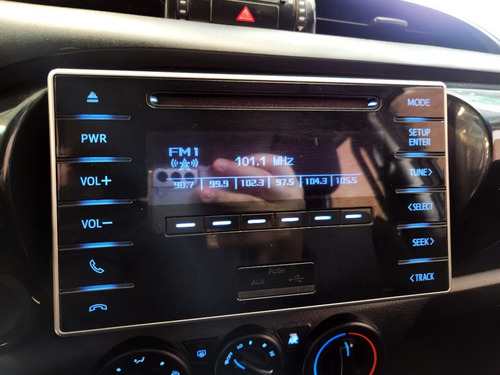 MODE
FM1
PWR
101.1 MHz
SETUP
ENTER
VOL+
90.7 99.9 102.3 97.5 104.3 105.5
TUNE>
<SELECT
VOL−
SEEK>
PUSH
AUX
<TRACK